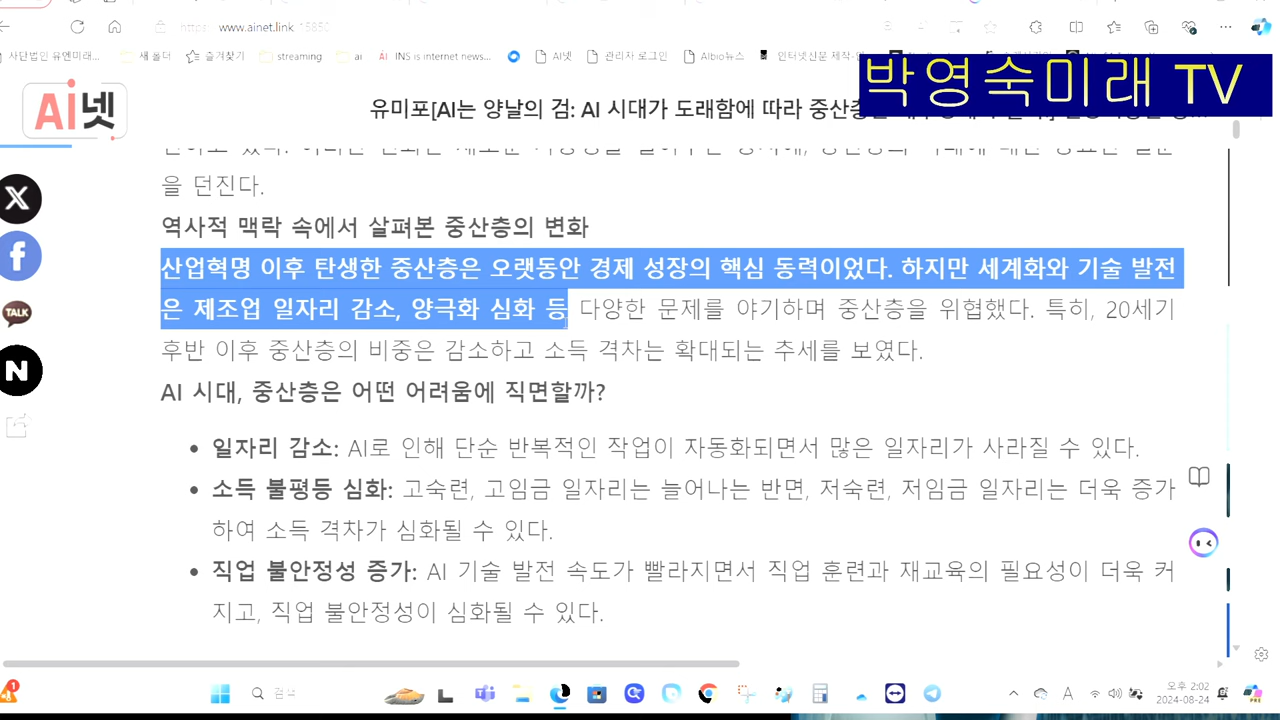 www.ainet.link
사단법인 유엔미래...
새 폴더
즐겨찾기
streaming
ai
AI
INS is internet news...
AI넷
관리자 로그인
AIbio뉴스
인터넷신문 제작-
박영숙미래 TV
Ai넷
유미포[AI는 양날의 검: AI 시대가 도래함에 따라 중산층
을 던진다.
역사적 맥락 속에서 살펴본 중산층의 변화
산업혁명 이후 탄생한 중산층은 오랫동안 경제 성장의 핵심 동력이었다. 하지만 세계화와 기술 발전
은 제조업 일자리 감소, 양극화 심화 등 다양한 문제를 야기하며 중산층을 위협했다. 특히, 20세기
후반 이후 중산층의 비중은 감소하고 소득 격차는 확대되는 추세를 보였다.
AI 시대, 중산층은 어떤 어려움에 직면할까?
• 일자리 감소: AI로 인해 단순 반복적인 작업이 자동화되면서 많은 일자리가 사라질 수 있다.
• 소득 불평등 심화: 고숙련, 고임금 일자리는 늘어나는 반면, 저숙련, 저임금 일자리는 더욱 증가
하여 소득 격차가 심화될 수 있다.
• 직업 불안정성 증가: AI 기술 발전 속도가 빨라지면서 직업 훈련과 재교육의 필요성이 더욱 커
지고, 직업 불안정성이 심화될 수 있다.
TALK
N
1
검색
A
오후 2:02
2024-08-24